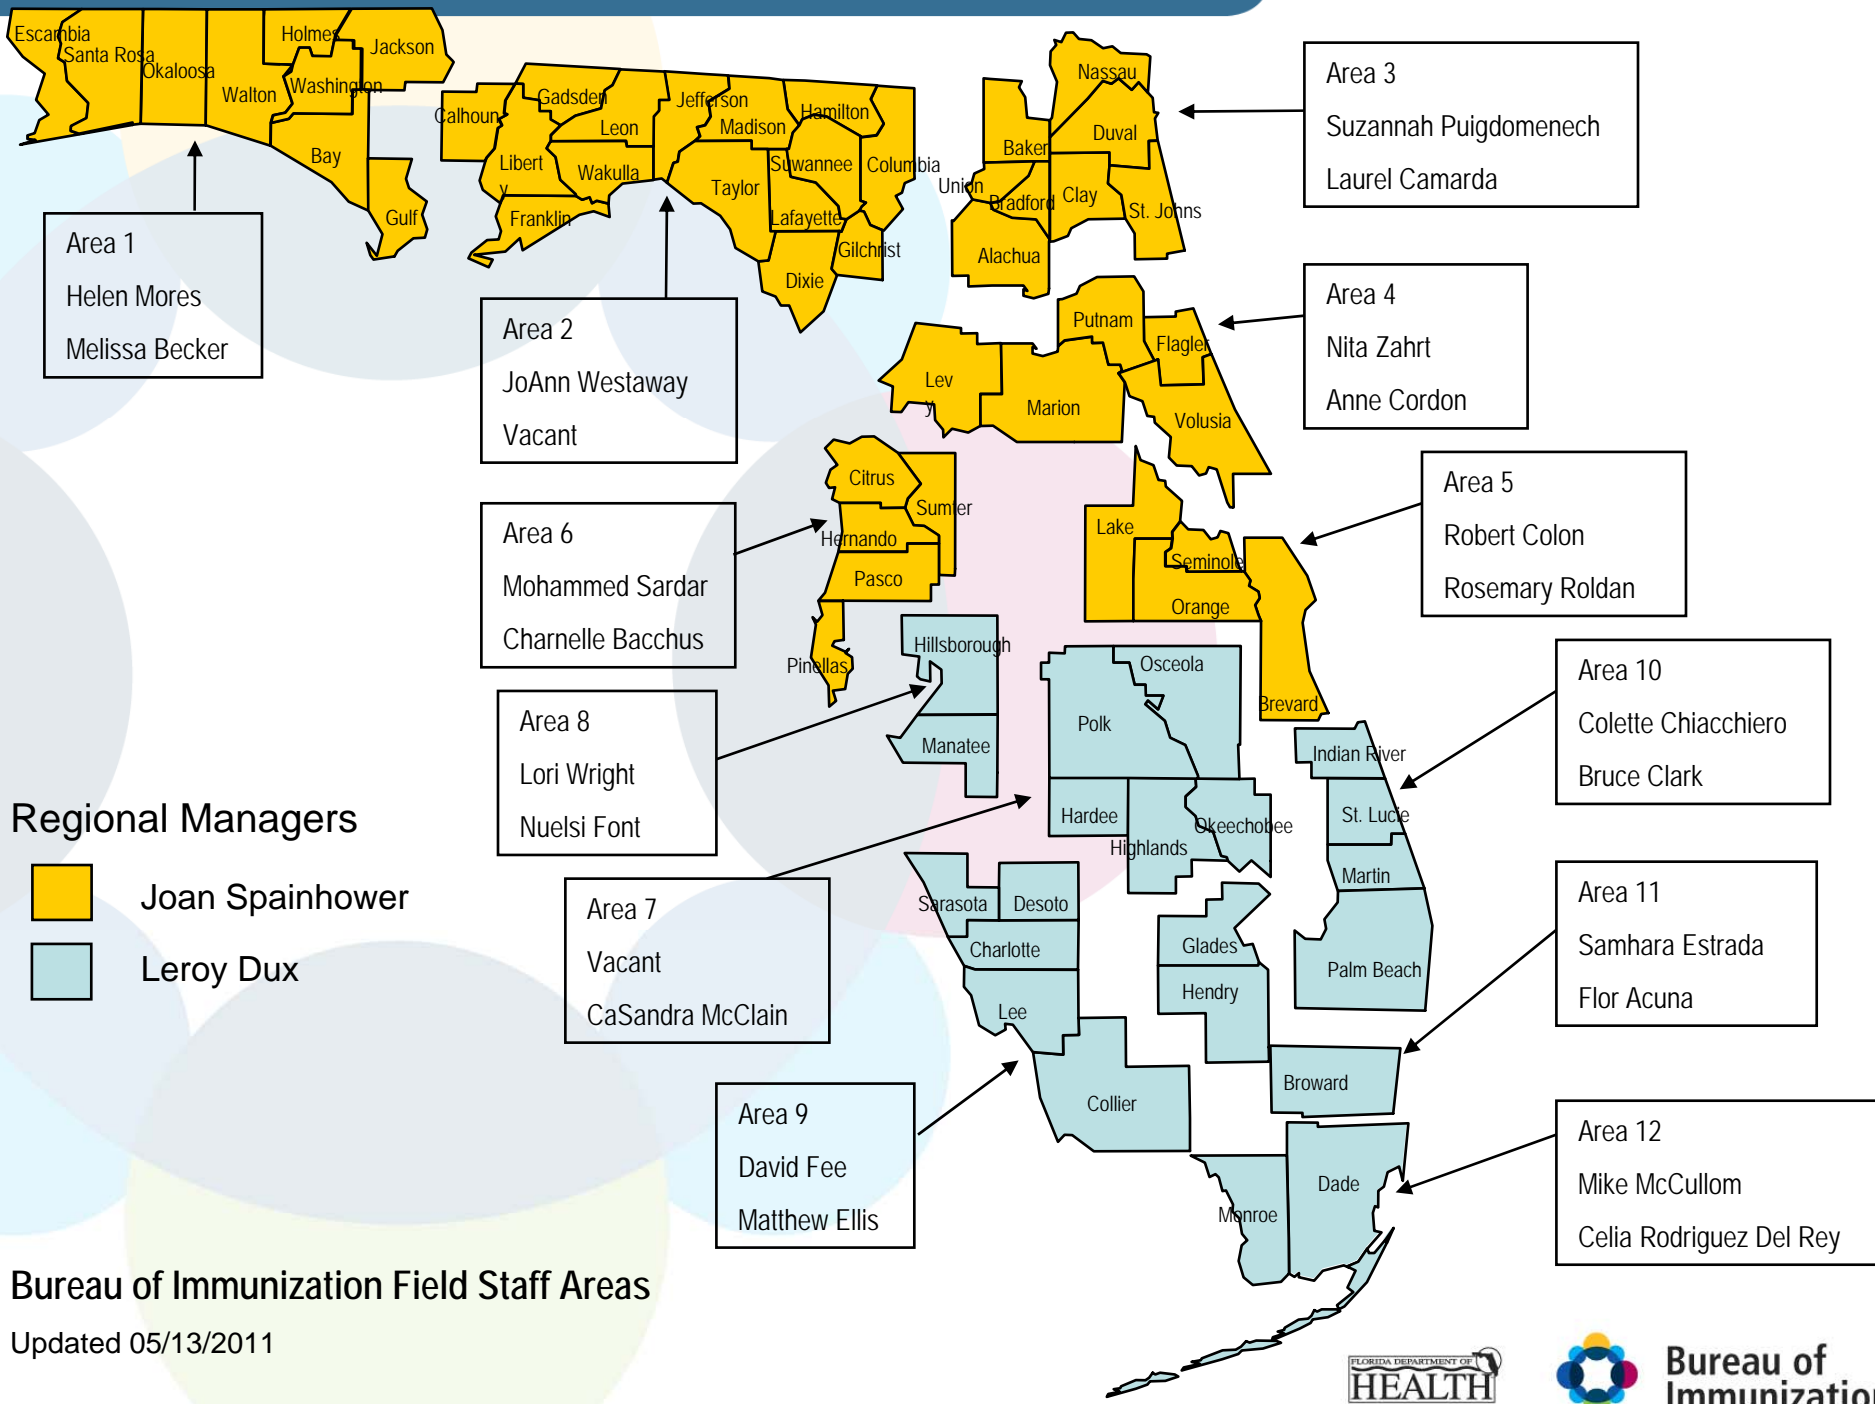 Escambia
Santa Rosa
Okaloosa
Walton
Holmes
Washington
Jackson
Bay
Gulf
Calhoun
Gadsden
Libert
y
Franklin
Leon
Wakulla
Jefferson
Madison
Taylor
Hamilton
Suwannee
Lafayette
Columbia
Dixie
Gilchrist
Nassau
Baker
Duval
Union
Bradford
Clay
St. Johns
Alachua
Area 1
Helen Mores
Melissa Becker
Area 2
JoAnn Westaway
Vacant
Area 3
Suzannah Puigdomenech
Laurel Camarda
Putnam
Flagler
Lev
y
Marion
Volusia
Area 4
Nita Zahrt
Anne Cordon
Citrus
Sumter
Hernando
Pasco
Pinellas
Area 6
Mohammed Sardar
Charnelle Bacchus
Lake
Seminole
Orange
Brevard
Area 5
Robert Colon
Rosemary Roldan
Hillsborough
Manatee
Area 8
Lori Wright
Nuelsi Font
Osceola
Polk
Hardee
Highlands
Okeechobee
Area 7
Vacant
CaSandra McClain
Indian River
St. Lucie
Martin
Palm Beach
Area 10
Colette Chiacchiero
Bruce Clark
Regional Managers
Joan Spainhower
Leroy Dux
Sarasota
Desoto
Charlotte
Glades
Hendry
Lee
Collier
Area 9
David Fee
Matthew Ellis
Broward
Area 11
Samhara Estrada
Flor Acuna
Dade
Monroe
Area 12
Mike McCullom
Celia Rodriguez Del Rey
Bureau of Immunization Field Staff Areas
Updated 05/13/2011
FLORIDA DEPARTMENT OF
HEALTH
Bureau of
Immunization